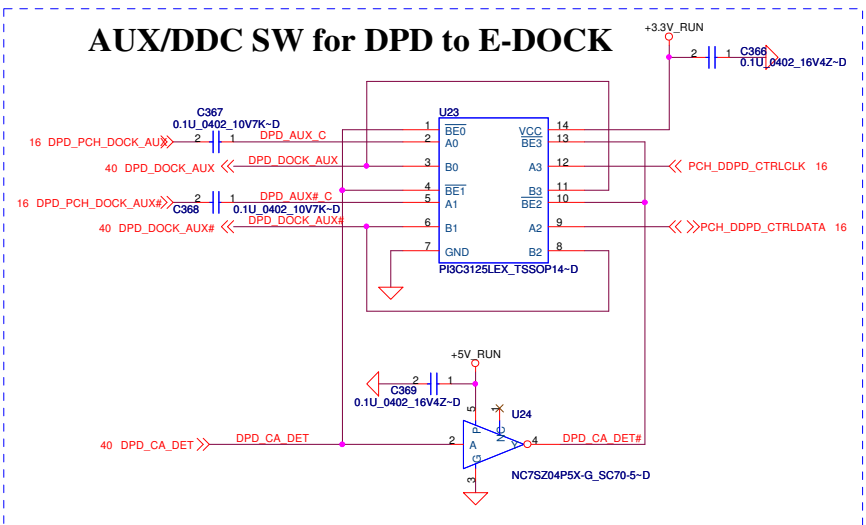 AUX/DDC SW for DPD to E-DOCK
+3.3V_RUN
2 1 C366
0.1U_0402_16V4Z~D
C367
0.1U_0402_10V7K~D
U23
16 DPD_PCH_DOCK_AUX 2 1 DPD_AUX_C
40 DPD_DOCK_AUX DPD_DOCK_AUX
16 DPD_PCH_DOCK_AUX# 2 1 DPD_AUX#_C
C368 0.1U_0402_10V7K~D
40 DPD_DOCK_AUX# DPD_DOCK_AUX#
1 BE0 VCC 14
2 A0 BE3 13
3 B0 A3 12
4 BE1 B3 11
5 A1 BE2 10
6 B1 A2 9
7 GND B2 8
PCH_DDPD_CTRLCLK 16
PCH_DDPD_CTRLDATA 16
PI3C3125LEX_TSSOP14~D
+5V_RUN
2 1
C369
0.1U_0402_16V4Z~D
U24
5 P NC 1
40 DPD_CA_DET DPD_CA_DET 2 A Y 4 DPD_CA_DET#
G 3
NC7SZ04P5X-G_SC70-5~D